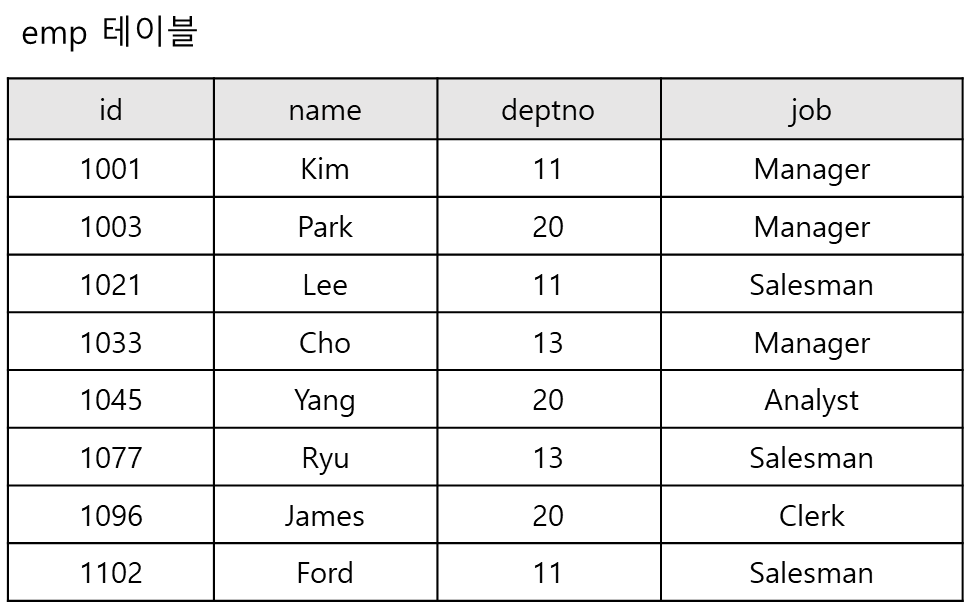 emp 테이블
id name deptno job
1001 Kim 11 Manager
1003 Park 20 Manager
1021 Lee 11 Salesman
1033 Cho 13 Manager
1045 Yang 20 Analyst
1077 Ryu 13 Salesman
1096 James 20 Clerk
1102 Ford 11 Salesman